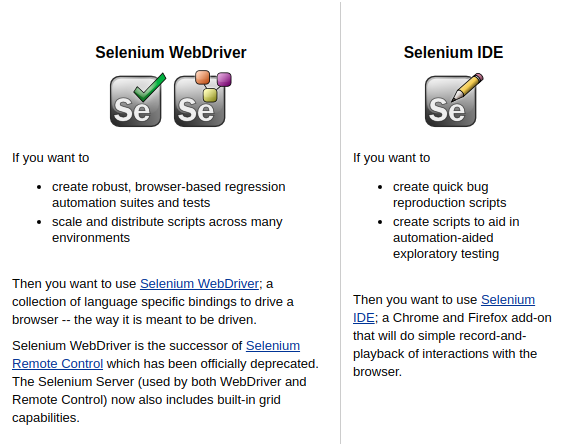 Selenium WebDriver
Se Se
If you want to
• create robust, browser-based regression
automation suites and tests
• scale and distribute scripts across many
environments
Then you want to use Selenium WebDriver; a
collection of language specific bindings to drive a
browser -- the way it is meant to be driven.
Selenium WebDriver is the successor of Selenium
Remote Control which has been officially deprecated.
The Selenium Server (used by both WebDriver and
Remote Control) now also includes built-in grid
capabilities.
Selenium IDE
Se
If you want to
• create quick bug
reproduction scripts
• create scripts to aid in
automation-aided
exploratory testing
Then you want to use Selenium
IDE; a Chrome and Firefox add-on
that will do simple record-and-
playback of interactions with the
browser.